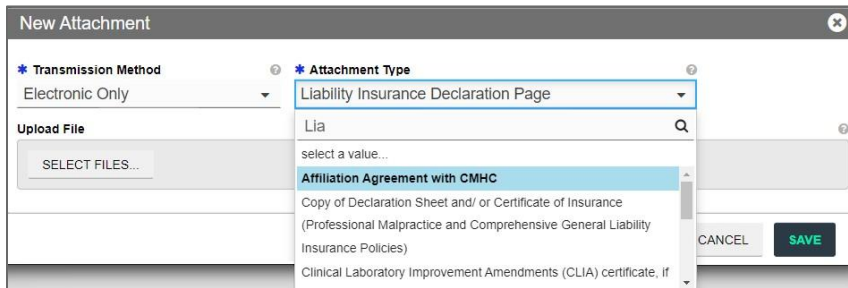 New Attachment
* Transmission Method
* Attachment Type
Electronic Only
Liability Insurance Declaration Page
Upload File
Lia
SELECT FILES...
select a value...
Affiliation Agreement with CMHC
Copy of Declaration Sheet and/ or Certificate of Insurance
(Professional Malpractice and Comprehensive General Liability
Insurance Policies)
Clinical Laboratory Improvement Amendments (CLIA) certificate, if
CANCEL
SAVE